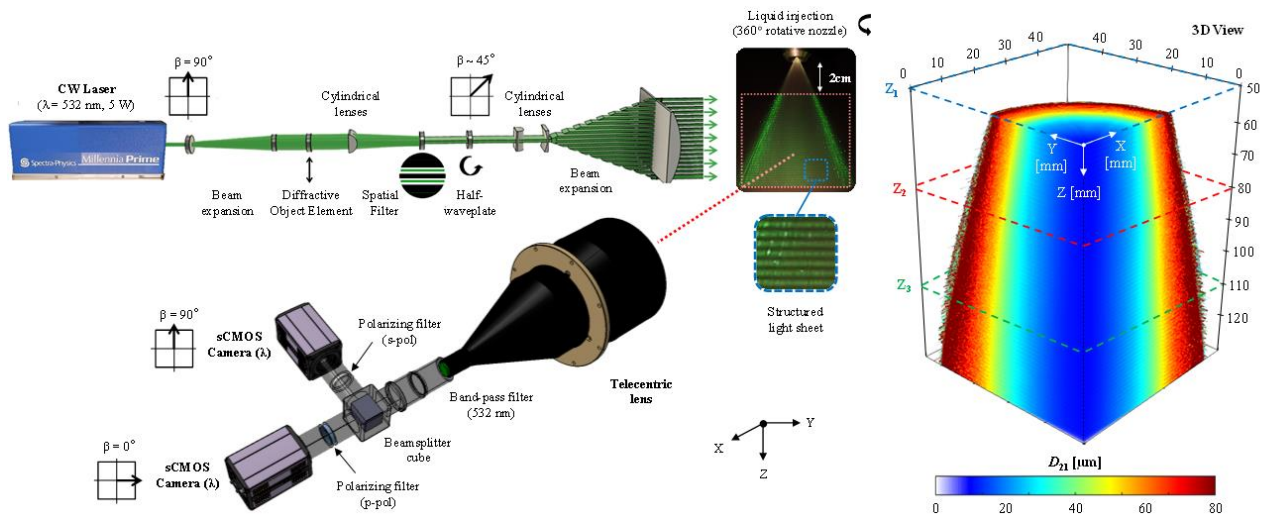 CW Laser
(λ = 532 nm, 5 W)
β = 90°
Spectra-Physics Millennia Prime
Beam
expansion
Diffractive
Object Element
Cylindrical
lenses
Spatial
Filter
β ~ 45°
Half-
waveplate
Cylindrical
lenses
Beam
expansion
Liquid injection
(360° rotative nozzle)
2cm
Structured
light sheet
β = 90°
sCMOS
Camera (λ)
Polarizing filter
(s-pol)
Band-pass filter
(532 nm)
Telecentric
lens
Beamsplitter
cube
β = 0°
sCMOS
Camera (λ)
Polarizing filter
(p-pol)
X
Y
Z
3D View
0 10 20 30 40
40 30 20 10 0
Z1
Z2
Z3
Y
[mm]
X
[mm]
Z [mm]
50
60
70
80
90
100
110
120
D21 [μm]
0 20 40 60 80